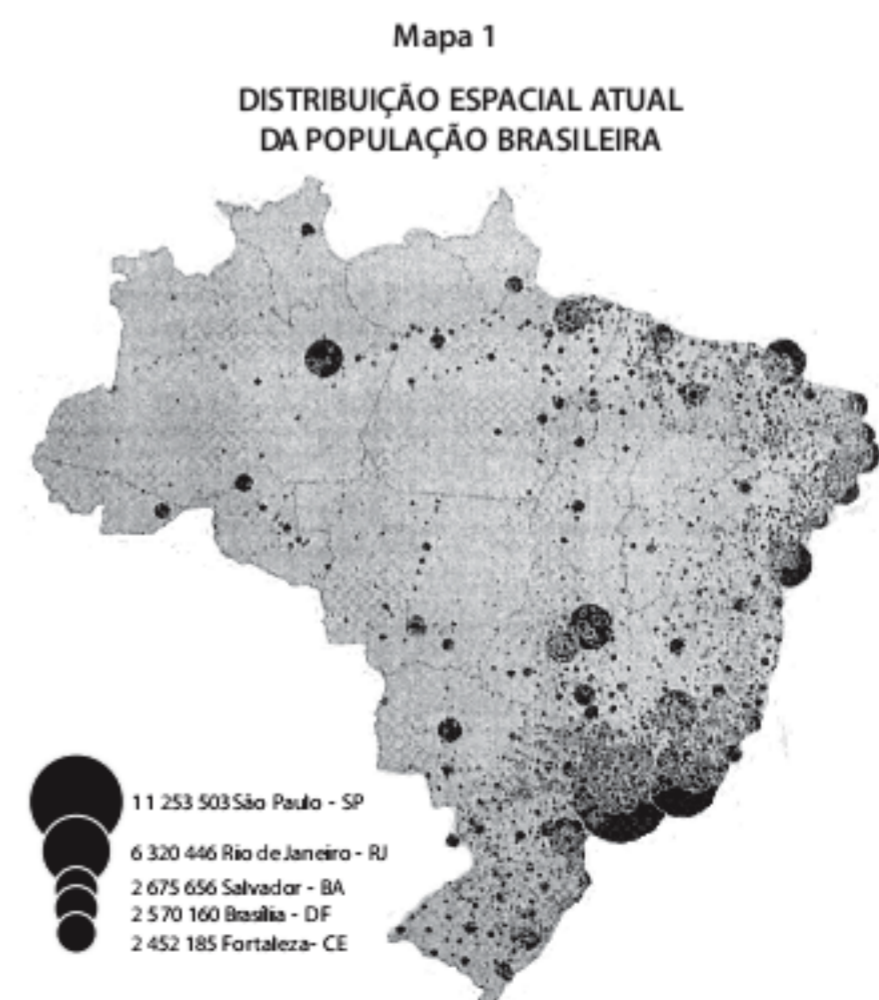 Mapa 1
DISTRIBUIÇÃO ESPACIAL ATUAL
DA POPULAÇÃO BRASILEIRA
11 253 503 São Paulo - SP
6 320 446 Rio de Janeiro - RJ
2 675 656 Salvador - BA
2 570 160 Brasília - DF
2 452 185 Fortaleza- CE